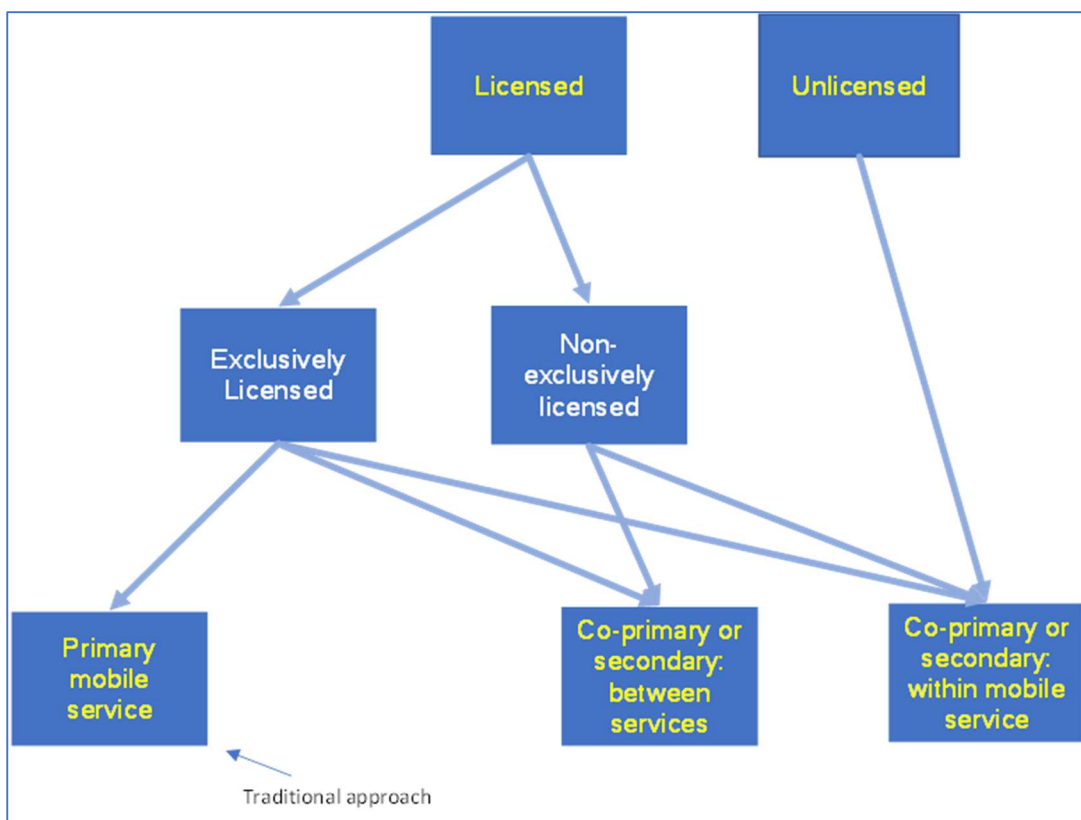 Licensed
Unlicensed
Exclusively
Licensed
Non-
exclusively
licensed
Primary
mobile
service
Co-primary or
secondary:
between
services
Co-primary or
secondary:
within mobile
service
Traditional approach